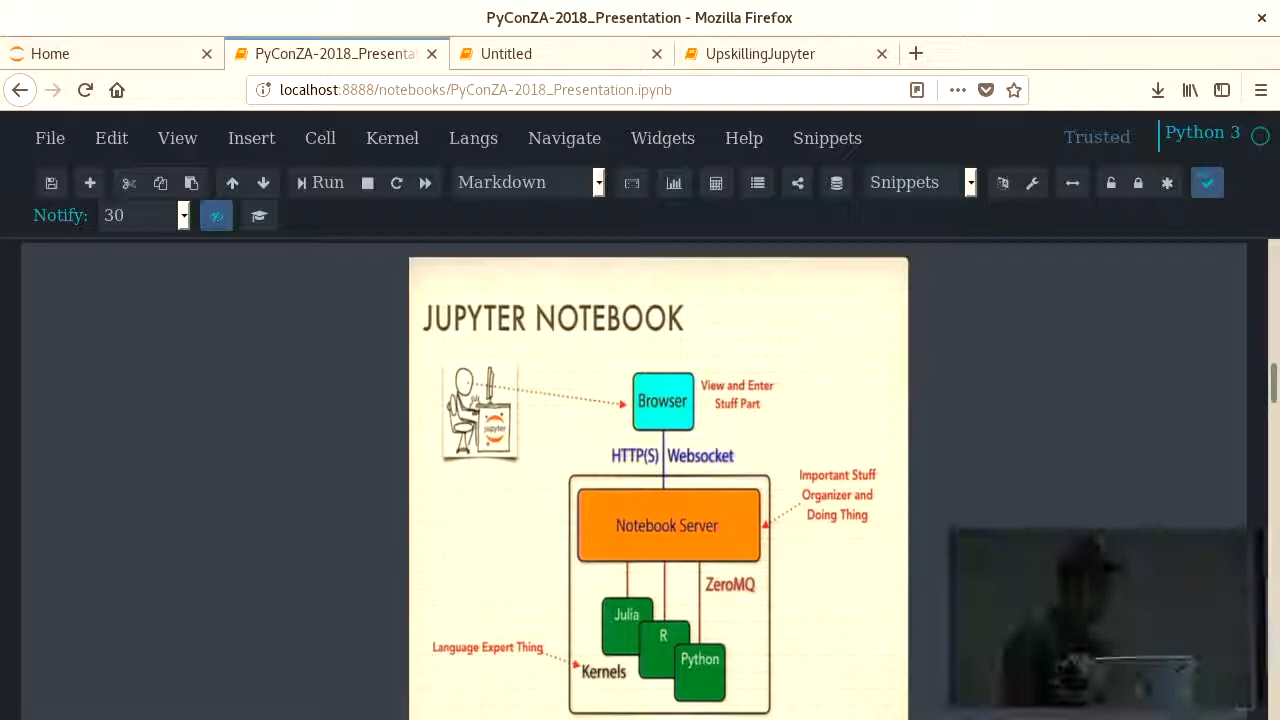 PyConZA-2018_Presentation - Mozilla Firefox
Home
PyConZA-2018_Presenta
Untitled
UpskillingJupyter
localhost:8888/notebooks/PyConZA-2018_Presentation.ipynb
File Edit View Insert Cell Kernel Langs Navigate Widgets Help Snippets
Trusted
Python 3
Run
Markdown
Snippets
Notify: 30
JUPYTER NOTEBOOK
Browser
View and Enter
Stuff Part
jupyter
HTTP(S) Websocket
Important Stuff
Organizer and
Doing Thing
Notebook Server
ZeroMQ
Julia
R
Python
Language Expert Thing
Kernels